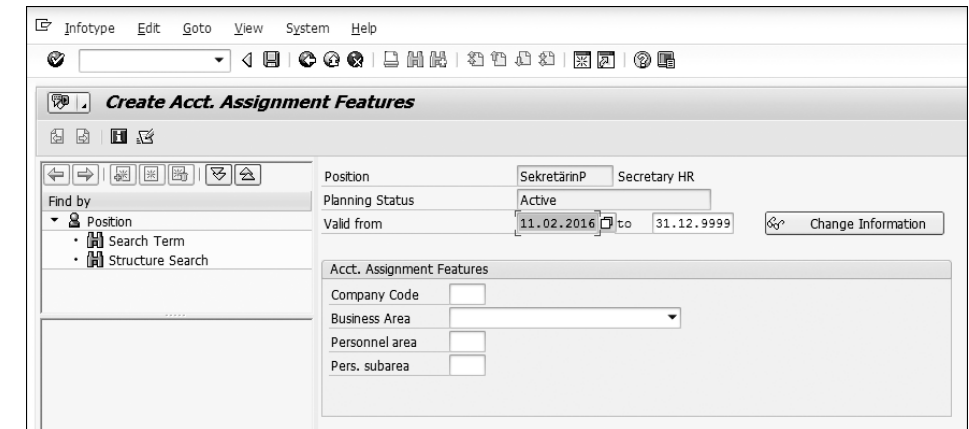 Infotype Edit Goto View System Help
Create Acct. Assignment Features
Find by
Position
Search Term
Structure Search
Position SekretärinP Secretary HR
Planning Status Active
Valid from 11.02.2016 to 31.12.9999 Change Information
Acct. Assignment Features
Company Code
Business Area
Personnel area
Pers. subarea